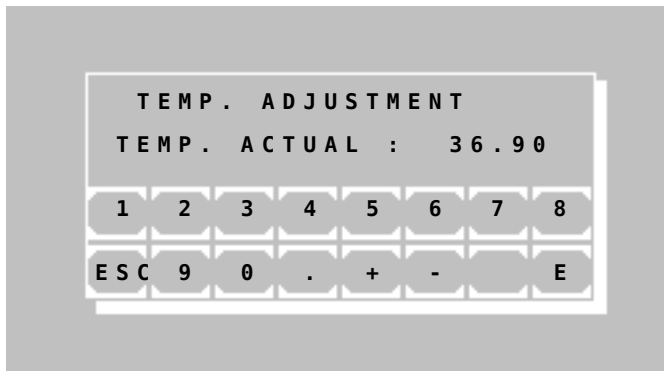 TEMP. ADJUSTMENT
TEMP. ACTUAL : 36.90
1 2 3 4 5 6 7 8
ESC 9 0 . + - E